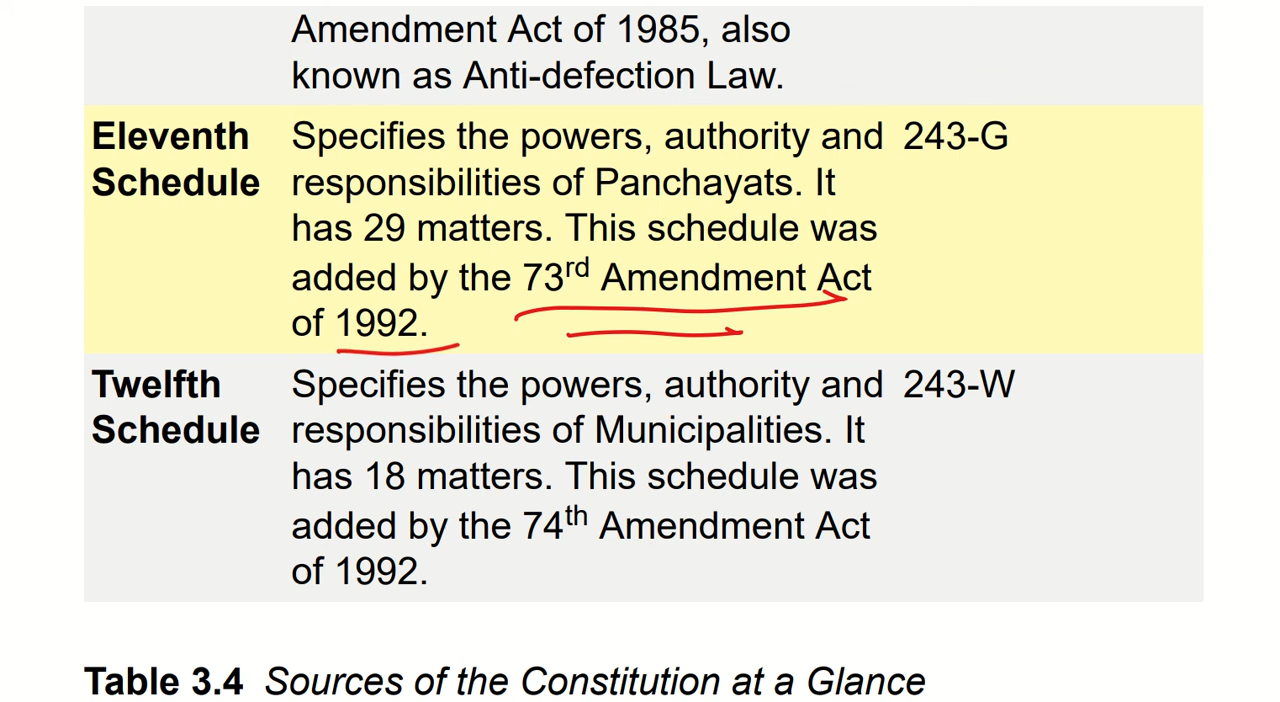 Amendment Act of 1985, also
known as Anti-defection Law.
Eleventh Specifies the powers, authority and 243-G
Schedule responsibilities of Panchayats. It
has 29 matters. This schedule was
added by the 73rd Amendment Act
of 1992.
Twelfth Specifies the powers, authority and 243-W
Schedule responsibilities of Municipalities. It
has 18 matters. This schedule was
added by the 74th Amendment Act
of 1992.
Table 3.4 Sources of the Constitution at a Glance